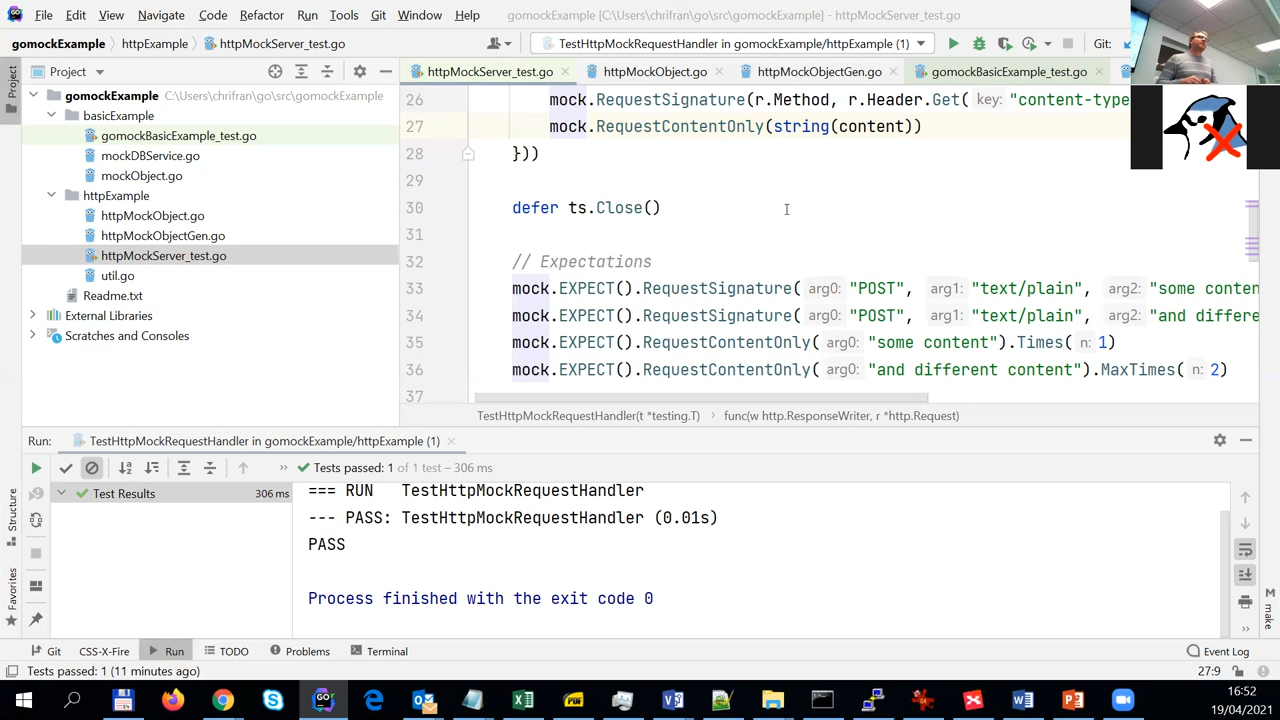 File Edit View Navigate Code Refactor Run Tools Git Window Help gomockExample [C:\Users\chrifran\go\src\gomockExample] - httpMockServer_test.go
gomockExample httpExample httpMockServer_test.go TestHttpMockRequestHandler in gomockExample/httpExample (1) Git:
Project
Project
httpMockServer_test.go httpMockObject.go httpMockObjectGen.go gomockBasicExample_test.go
gomockExample C:\Users\chrifran\go\src\gomockExample
basicExample
gomockBasicExample_test.go
mockDBService.go
mockObject.go
httpExample
httpMockObject.go
httpMockObjectGen.go
httpMockServer_test.go
util.go
Readme.txt
External Libraries
Scratches and Consoles
26 mock.RequestSignature(r.Method, r.Header.Get( key: "content-type
27 mock.RequestContentOnly(string(content))
28 }))
29
30 defer ts.Close()
31
32 // Expectations
33 mock.EXPECT().RequestSignature( arg0: "POST", arg1: "text/plain", arg2: "some conten
34 mock.EXPECT().RequestSignature( arg0: "POST", arg1: "text/plain", arg2: "and differe
35 mock.EXPECT().RequestContentOnly( arg0: "some content").Times( n: 1)
36 mock.EXPECT().RequestContentOnly( arg0: "and different content").MaxTimes( n: 2)
37
TestHttpMockRequestHandler(t *testing.T) func(w http.ResponseWriter, r *http.Request)
Run: TestHttpMockRequestHandler in gomockExample/httpExample (1)
Tests passed: 1 of 1 test – 306 ms
Test Results 306 ms
=== RUN TestHttpMockRequestHandler
--- PASS: TestHttpMockRequestHandler (0.01s)
PASS
Process finished with the exit code 0
Structure
Favorites
make
Git CSS-X-Fire Run TODO Problems Terminal Event Log
Tests passed: 1 (11 minutes ago) 27:9
16:52
19/04/2021